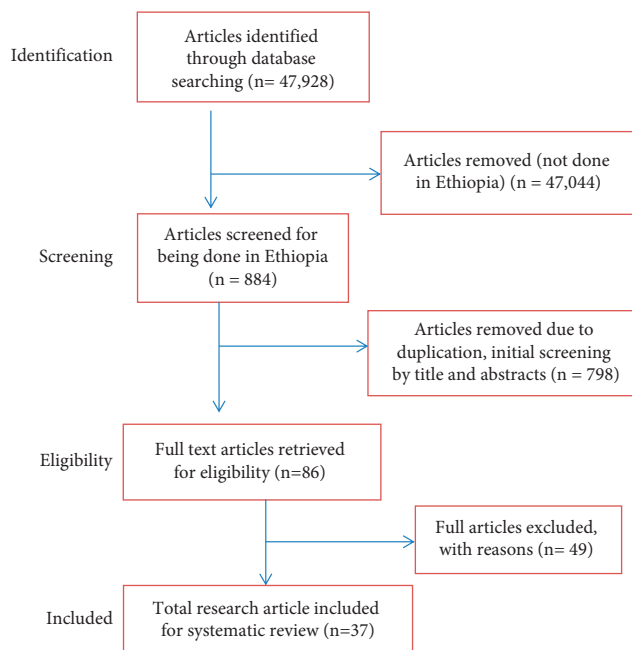 Identification
Articles identified
through database
searching (n= 47,928)
Articles removed (not done
in Ethiopia) (n = 47,044)
Screening
Articles screened for
being done in Ethiopia
(n = 884)
Articles removed due to
duplication, initial screening
by title and abstracts (n = 798)
Eligibility
Full text articles retrieved
for eligibility (n=86)
Full articles excluded,
with reasons (n= 49)
Included
Total research article included
for systematic review (n=37)